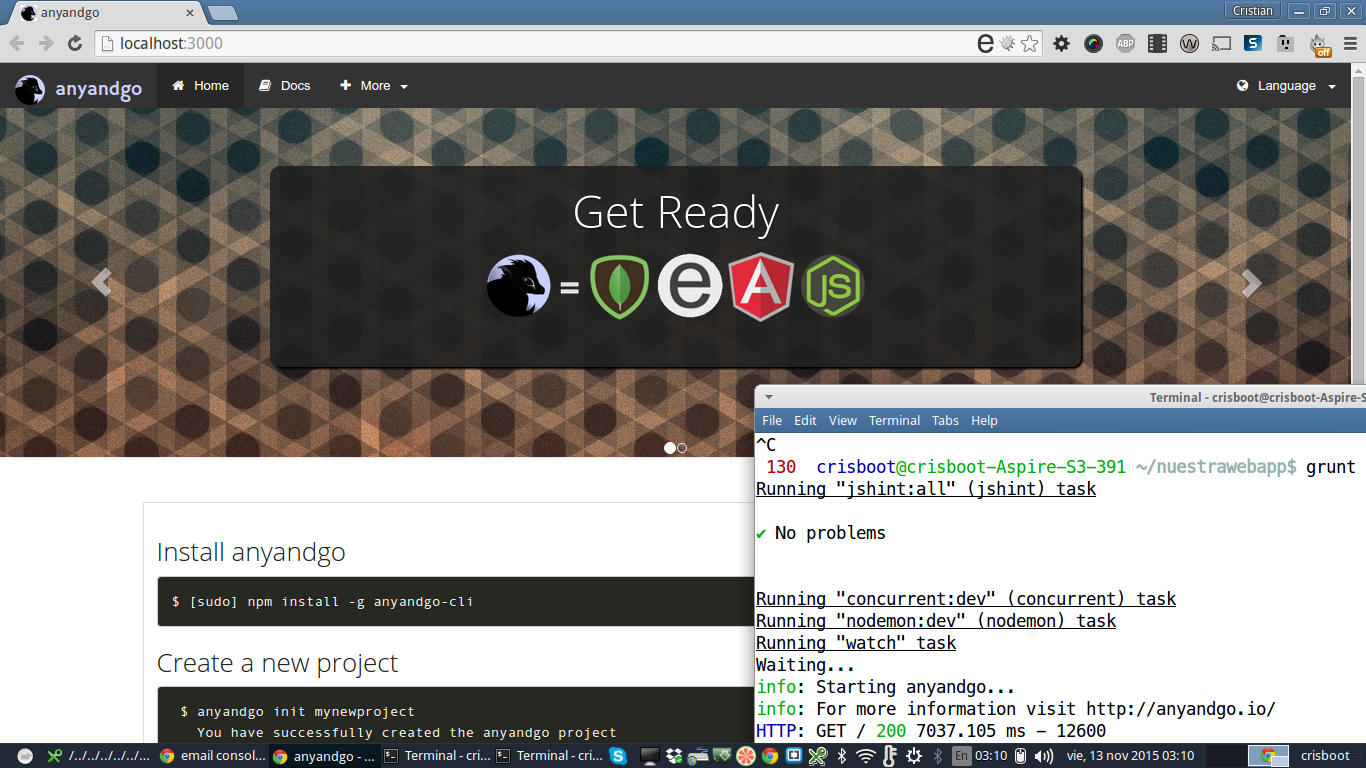 anyandgo
Cristian
localhost:3000
ABP
off
anyandgo
Home
Docs
More
Language
Get Ready
=
e
A
JS
Install anyandgo
$ [sudo] npm install -g anyandgo-cli
Create a new project
$ anyandgo init mynewproject
You have successfully created the anyandgo project
Terminal - crisboot@crisboot-Aspire-S
File Edit View Terminal Tabs Help
^C
130 crisboot@crisboot-Aspire-S3-391 ~/nuestrawebapp$ grunt
Running "jshint:all" (jshint) task
✔ No problems
Running "concurrent:dev" (concurrent) task
Running "nodemon:dev" (nodemon) task
Running "watch" task
Waiting...
info: Starting anyandgo...
info: For more information visit http://anyandgo.io/
HTTP: GET / 200 7037.105 ms - 12600
/../../../../../...
email consol...
anyandgo - ...
Terminal - cri...
Terminal - cri...
En
03:10
vie, 13 nov 2015 03:10
crisboot